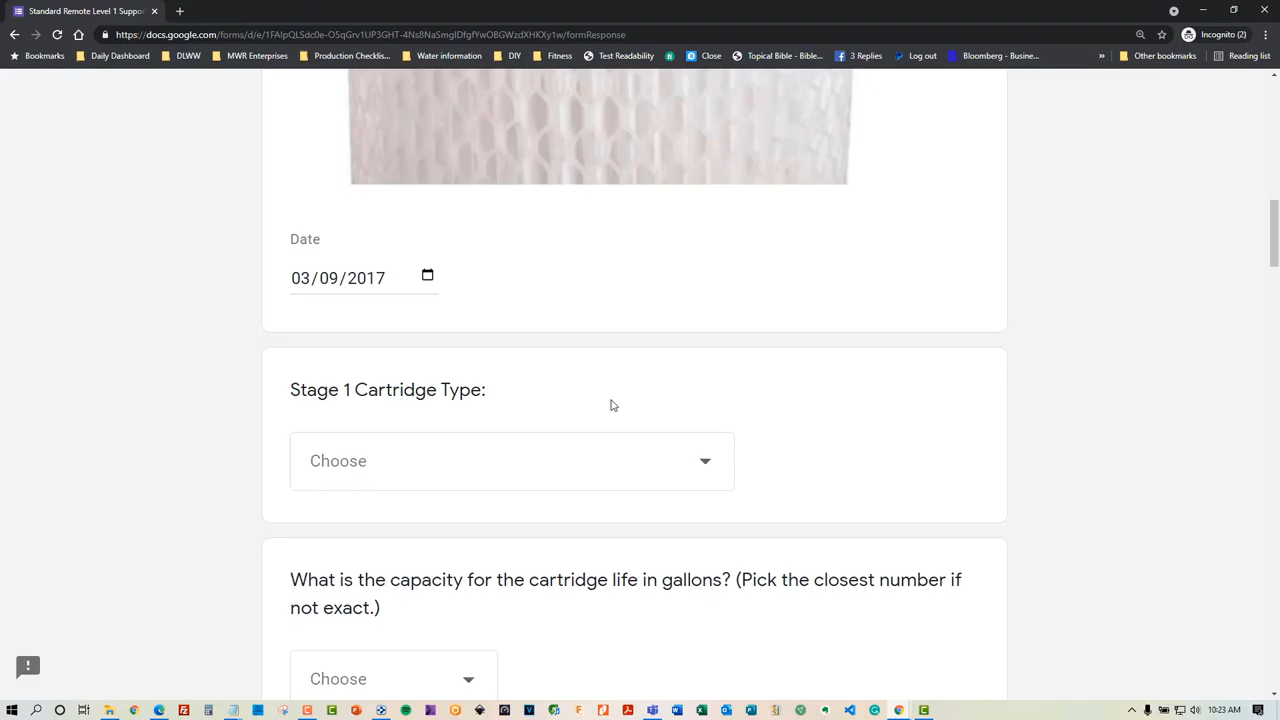 Standard Remote Level 1 Suppor
https://docs.google.com/forms/d/e/1FAIpQLSdc0e-O5qGrv1UP3GHT-4Ns8NaSmgIDfgfYwOBGWzdXHKXy1w/formResponse
Incognito (2)
Bookmarks Daily Dashboard DLWW MWR Enterprises Production Checklis... Water information DIY Fitness Test Readability Close Topical Bible - Bible... 3 Replies Log out Bloomberg - Busine... » Other bookmarks Reading list
Date
03/09/2017
Stage 1 Cartridge Type:
Choose
What is the capacity for the cartridge life in gallons? (Pick the closest number if
not exact.)
Choose
10:23 AM